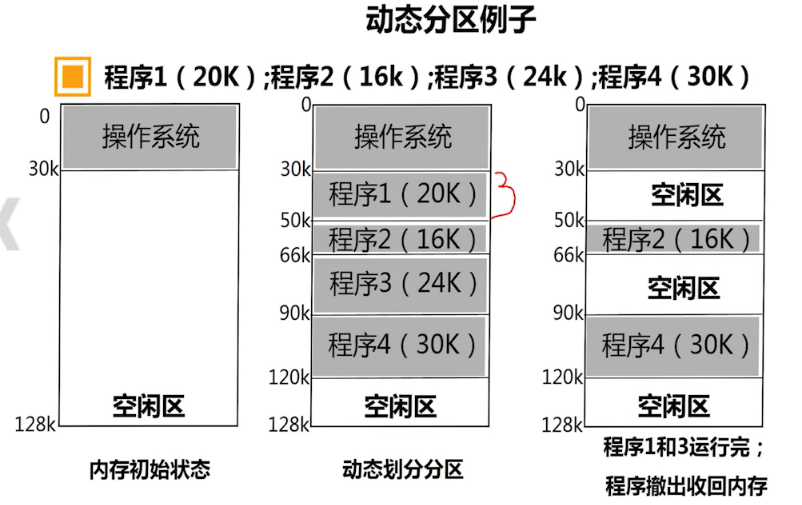 动态分区例子
程序1（20K）;程序2（16k）;程序3（24k）;程序4（30K）
0
操作系统
30k
空闲区
128k
内存初始状态
0
操作系统
30k
程序1（20K）
50k
程序2（16K）
66k
程序3（24K）
90k
程序4（30K）
120k
空闲区
128k
动态划分分区
0
操作系统
30k
空闲区
50k
程序2（16K）
66k
空闲区
90k
程序4（30K）
120k
空闲区
128k
程序1和3运行完；
程序撤出收回内存